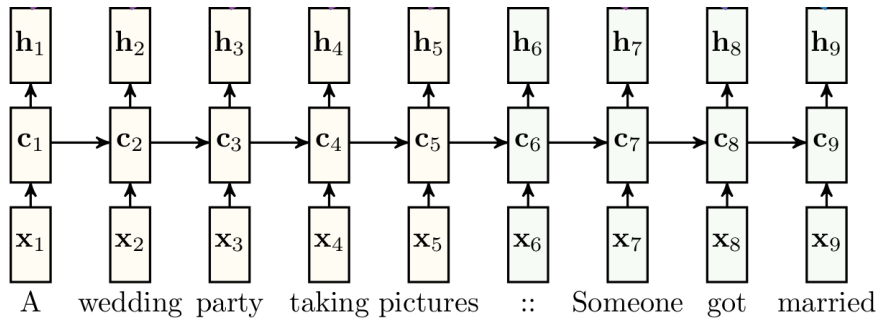 h1 h2 h3 h4 h5 h6 h7 h8 h9
c1 c2 c3 c4 c5 c6 c7 c8 c9
x1 x2 x3 x4 x5 x6 x7 x8 x9
A wedding party taking pictures :: Someone got married